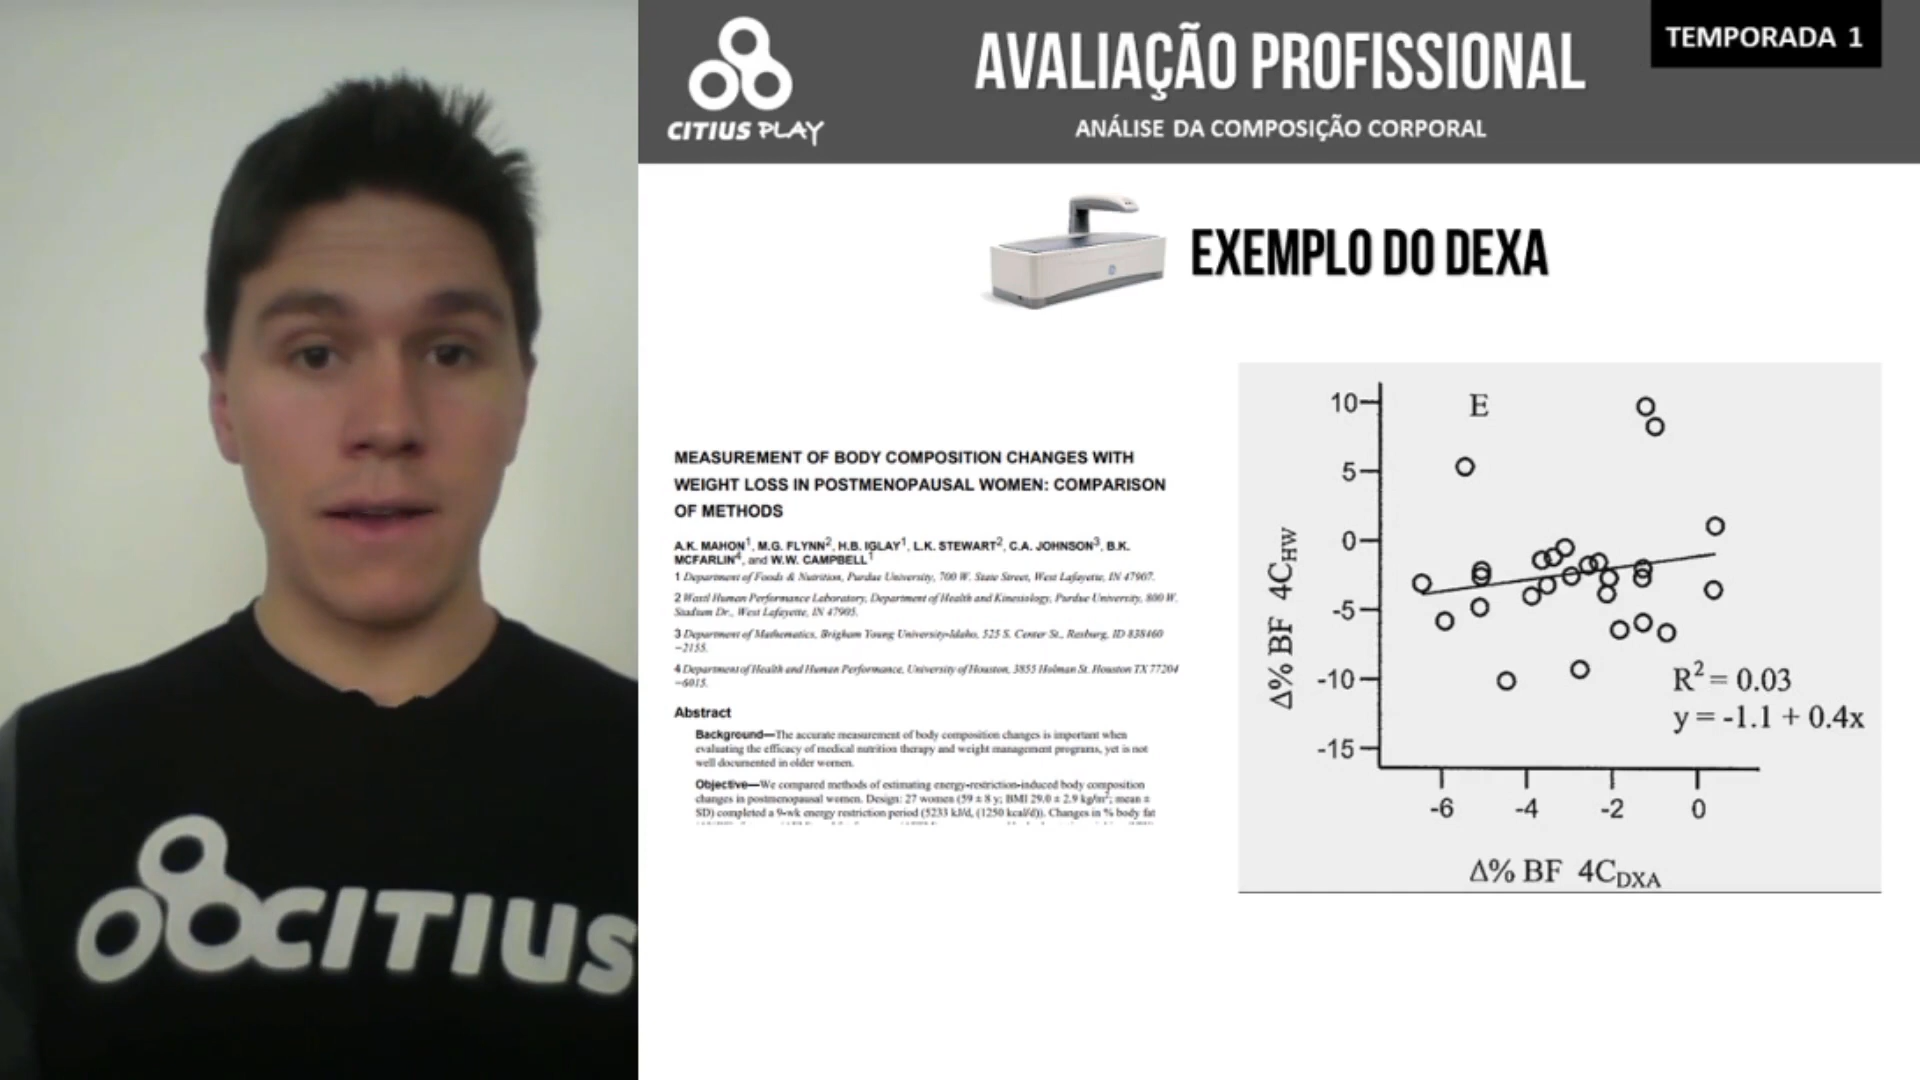 TEMPORADA 1
CITIUS PLAY
AVALIAÇÃO PROFISSIONAL
ANÁLISE DA COMPOSIÇÃO CORPORAL
EXEMPLO DO DEXA
MEASUREMENT OF BODY COMPOSITION CHANGES WITH
WEIGHT LOSS IN POSTMENOPAUSAL WOMEN: COMPARISON
OF METHODS
A.K. MAHON1, M.G. FLYNN2, H.B. IGLAY1, L.K. STEWART2, C.A. JOHNSON3, B.K.
MCFARLIN4, and W.W. CAMPBELL1
1 Department of Foods & Nutrition, Purdue University, 700 W. State Street, West Lafayette, IN 47907.
2 Wastl Human Performance Laboratory, Department of Health and Kinesiology, Purdue University, 800 W.
Stadium Dr., West Lafayette, IN 47905.
3 Department of Mathematics, Brigham Young University-Idaho, 525 S. Center St., Rexburg, ID 838460
−2155.
4 Department of Health and Human Performance, University of Houston, 3855 Holman St. Houston TX 77204
−6015.
Abstract
Background—The accurate measurement of body composition changes is important when
evaluating the efficacy of medical nutrition therapy and weight management programs, yet is not
well documented in older women.
Objective—We compared methods of estimating energy-restriction-induced body composition
changes in postmenopausal women. Design: 27 women (59 ± 8 y; BMI 29.0 ± 2.9 kg/m2; mean ±
SD) completed a 9-wk energy restriction period (5233 kJ/d, (1250 kcal/d)). Changes in % body fat
E
10
5
0
-5
-10
-15
Δ% BF 4CHW
R2 = 0.03
y = -1.1 + 0.4x
-6 -4 -2 0
Δ% BF 4CDXA
CITIUS